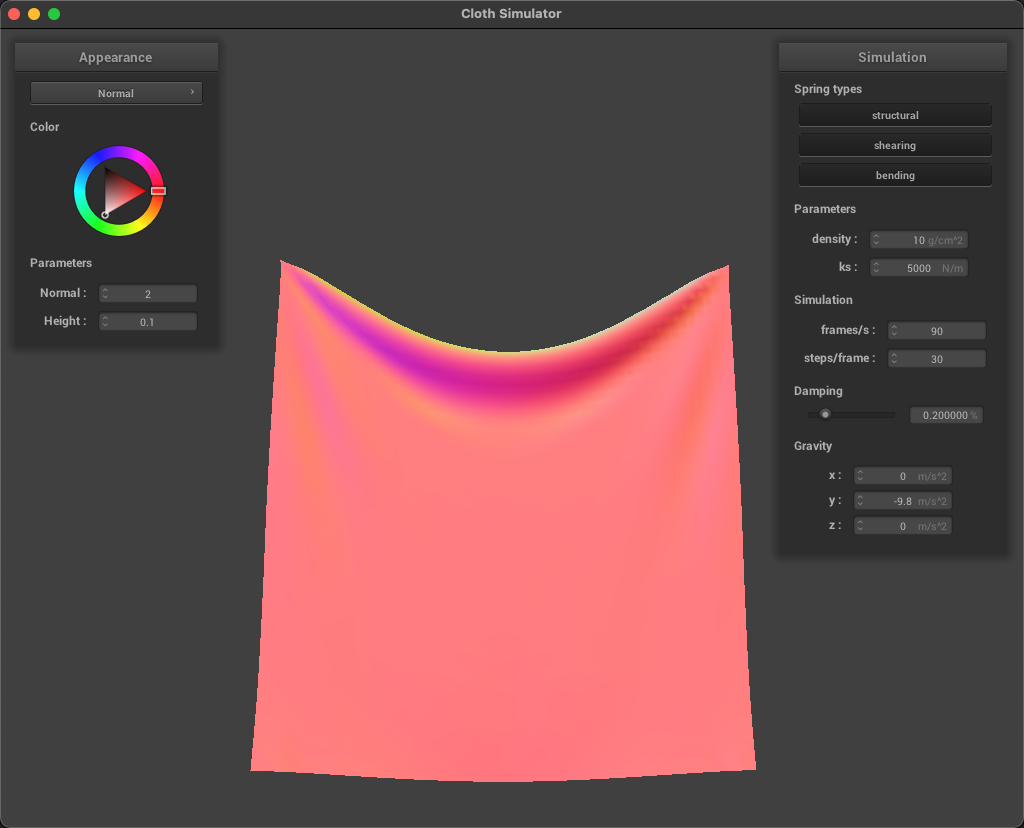 Cloth Simulator
Appearance
Normal ›
Color
Parameters
Normal : 2
Height : 0.1
Simulation
Spring types
structural
shearing
bending
Parameters
density : 10 g/cm^2
ks : 5000 N/m
Simulation
frames/s : 90
steps/frame : 30
Damping
0.200000 %
Gravity
x : 0 m/s^2
y : -9.8 m/s^2
z : 0 m/s^2